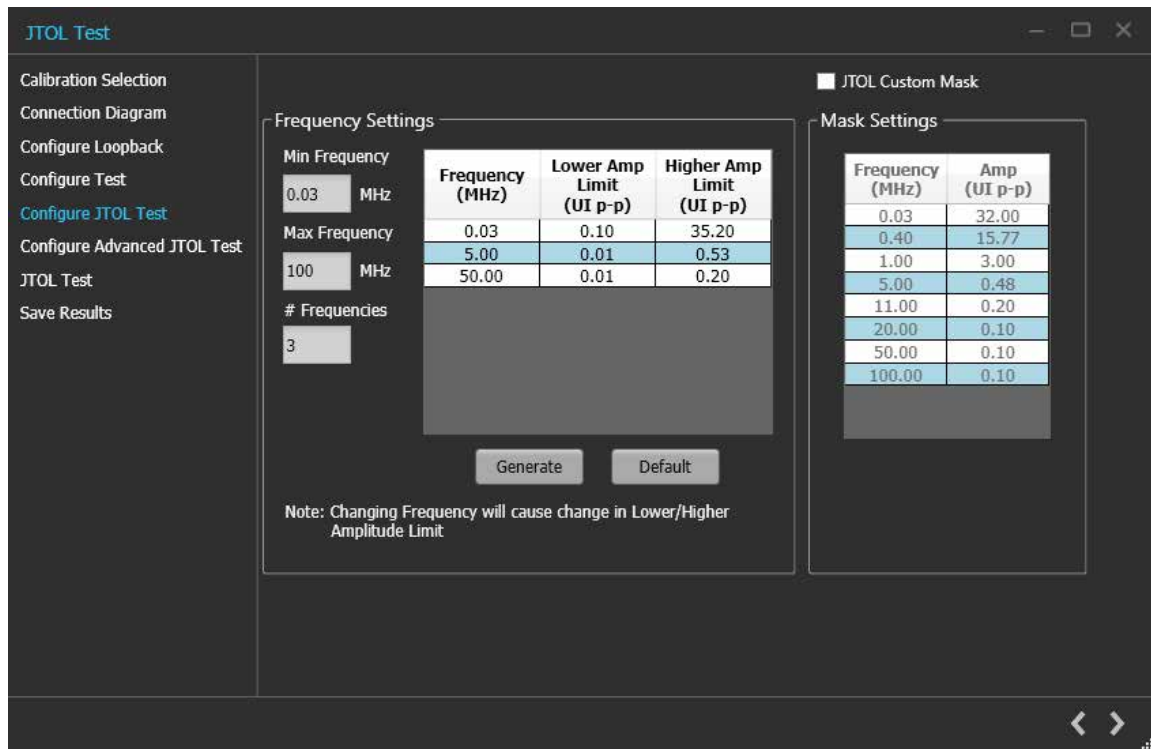 JTOL Test
Calibration Selection
Connection Diagram
Configure Loopback
Configure Test
Configure JTOL Test
Configure Advanced JTOL Test
JTOL Test
Save Results
JTOL Custom Mask
Frequency Settings
Min Frequency
0.03 MHz
Max Frequency
100 MHz
# Frequencies
3
Frequency (MHz) Lower Amp Limit (UI p-p) Higher Amp Limit (UI p-p)
0.03 0.10 35.20
5.00 0.01 0.53
50.00 0.01 0.20
Generate Default
Note: Changing Frequency will cause change in Lower/Higher
Amplitude Limit
Mask Settings
Frequency (MHz) Amp (UI p-p)
0.03 32.00
0.40 15.77
1.00 3.00
5.00 0.48
11.00 0.20
20.00 0.10
50.00 0.10
100.00 0.10